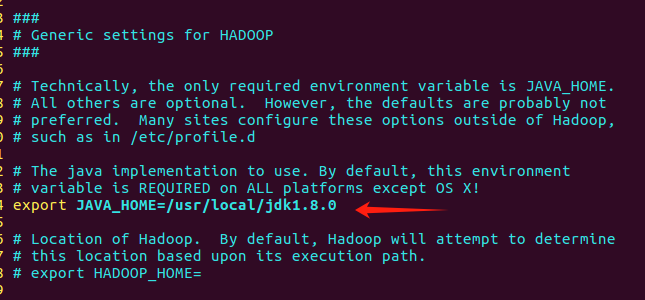 3 ###
4 # Generic settings for HADOOP
5 ###
6
7 # Technically, the only required environment variable is JAVA_HOME.
8 # All others are optional.  However, the defaults are probably not
9 # preferred.  Many sites configure these options outside of Hadoop,
0 # such as in /etc/profile.d
1
2 # The java implementation to use. By default, this environment
3 # variable is REQUIRED on ALL platforms except OS X!
4 export JAVA_HOME=/usr/local/jdk1.8.0
5
6 # Location of Hadoop.  By default, Hadoop will attempt to determine
7 # this location based upon its execution path.
8 # export HADOOP_HOME=
9